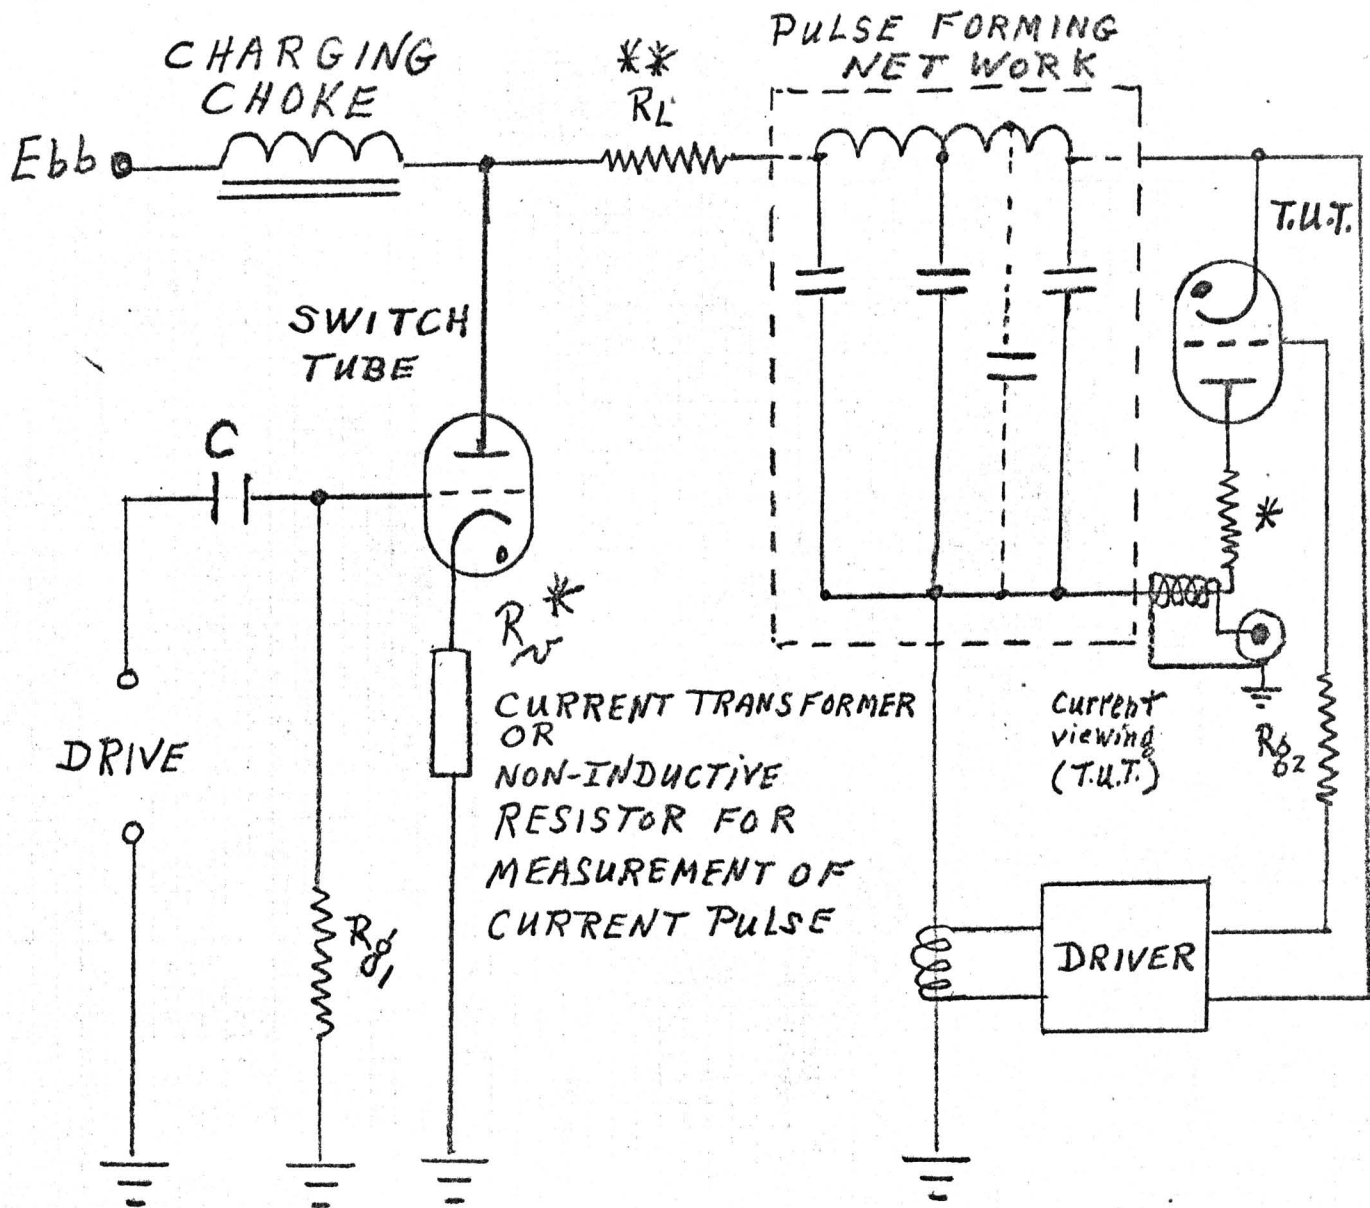 CHARGING
CHOKE
**
RL
PULSE FORMING
NET WORK
Ebb
T.U.T.
SWITCH
TUBE
C
*
R~ *
CURRENT TRANSFORMER
OR
NON-INDUCTIVE
RESISTOR FOR
MEASUREMENT OF
CURRENT PULSE
DRIVE
Current
viewing
(T.U.T.)
Rg2
Rg1
DRIVER